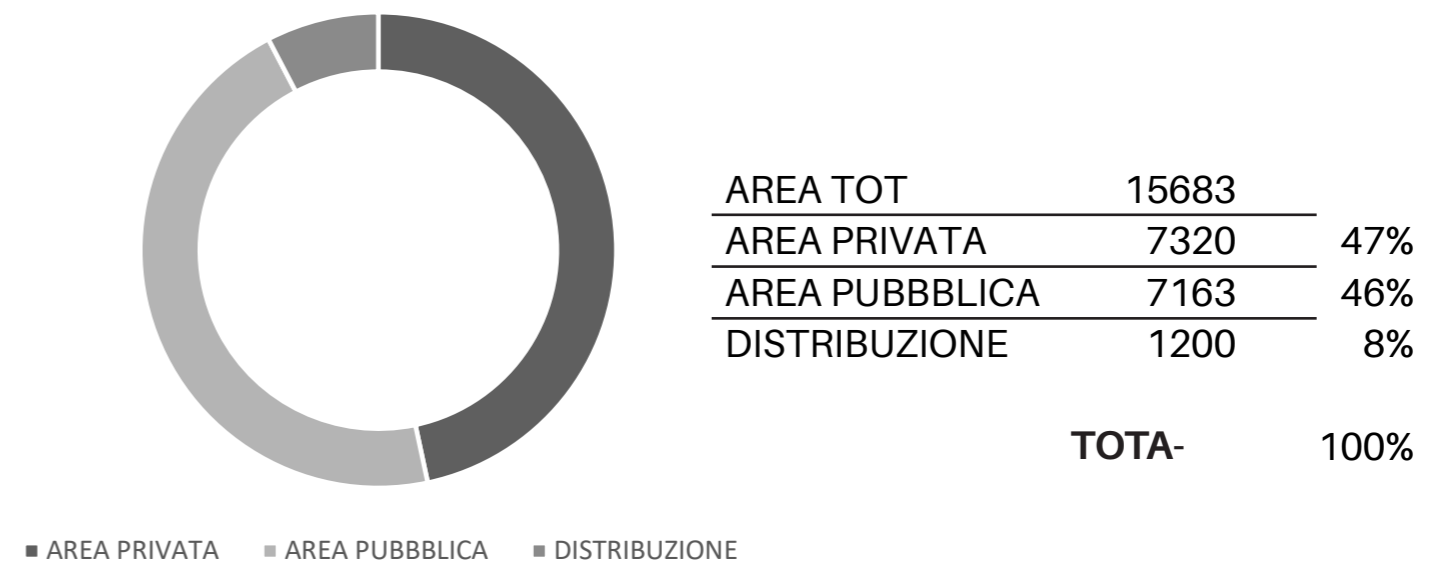 AREA TOT 15683
AREA PRIVATA 7320 47%
AREA PUBBBLICA 7163 46%
DISTRIBUZIONE 1200 8%
TOTA- 100%
AREA PRIVATA AREA PUBBBLICA DISTRIBUZIONE